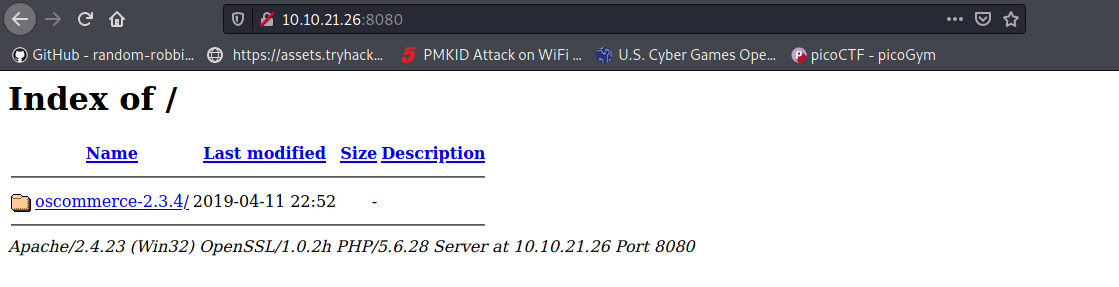 10.10.21.26:8080
GitHub - random-robbi… https://assets.tryhack… PMKID Attack on WiFi … U.S. Cyber Games Ope… picoCTF - picoGym
Index of /
Name Last modified Size Description
oscommerce-2.3.4/ 2019-04-11 22:52 -
Apache/2.4.23 (Win32) OpenSSL/1.0.2h PHP/5.6.28 Server at 10.10.21.26 Port 8080